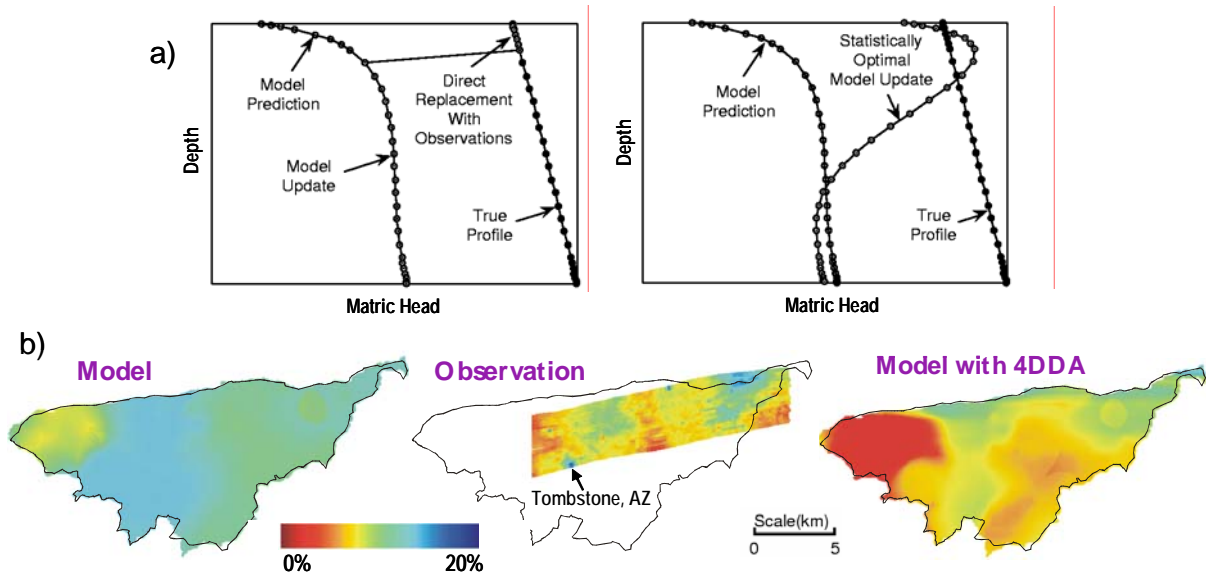 a)
Depth
Model
Prediction
Model
Update
Direct
Replacement
With
Observations
True
Profile
Matric Head
Depth
Model
Prediction
Statistically
Optimal
Model Update
True
Profile
Matric Head
b)
Model
Observation
Model with 4DDA
Tombstone, AZ
0%
20%
Scale(km)
0
5